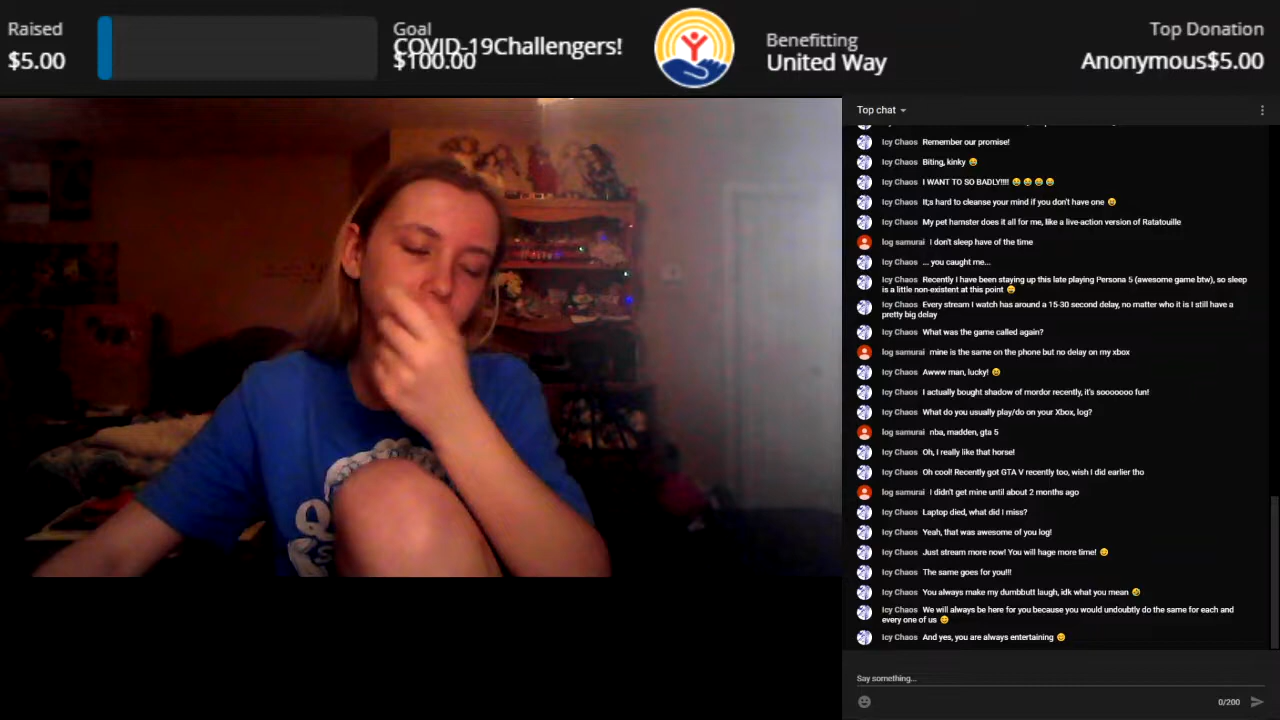 Raised
$5.00
Goal
COVID-19Challengers!
$100.00
Benefitting
United Way
Top Donation
Anonymous$5.00
Top chat
Icy Chaos Remember our promise!
Icy Chaos Biting, kinky 😆
Icy Chaos I WANT TO SO BADLY!!!! 😭 😭 😭 😭
Icy Chaos It;s hard to cleanse your mind if you don't have one 😆
Icy Chaos My pet hamster does it all for me, like a live-action version of Ratatouille
log samurai I don't sleep have of the time
Icy Chaos ... you caught me...
Icy Chaos Recently I have been staying up this late playing Persona 5 (awesome game btw), so sleep
is a little non-existent at this point 😆
Icy Chaos Every stream I watch has around a 15-30 second delay, no matter who it is I still have a
pretty big delay
Icy Chaos What was the game called again?
log samurai mine is the same on the phone but no delay on my xbox
Icy Chaos Awww man, lucky! 😆
Icy Chaos I actually bought shadow of mordor recently, it's sooooooo fun!
Icy Chaos What do you usually play/do on your Xbox, log?
log samurai nba, madden, gta 5
Icy Chaos Oh, I really like that horse!
Icy Chaos Oh cool! Recently got GTA V recently too, wish I did earlier tho
log samurai I didn't get mine until about 2 months ago
Icy Chaos Laptop died, what did I miss?
Icy Chaos Yeah, that was awesome of you log!
Icy Chaos Just stream more now! You will hage more time! 😊
Icy Chaos The same goes for you!!!
Icy Chaos You always make my dumbbutt laugh, idk what you mean 🤣
Icy Chaos We will always be here for you because you would undoubtly do the same for each and
every one of us 😊
Icy Chaos And yes, you are always entertaining 😊
Say something...
0/200